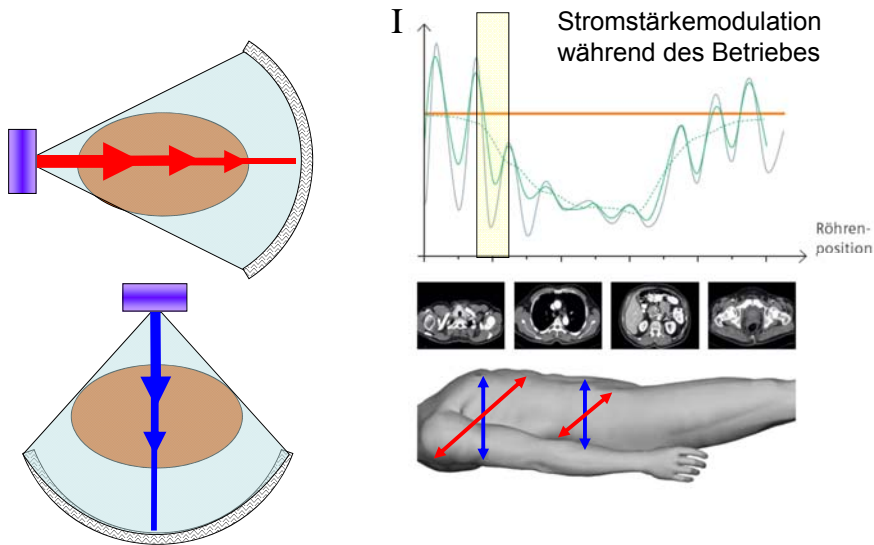 I
Stromstärkemodulation
während des Betriebes
Röhren-
position